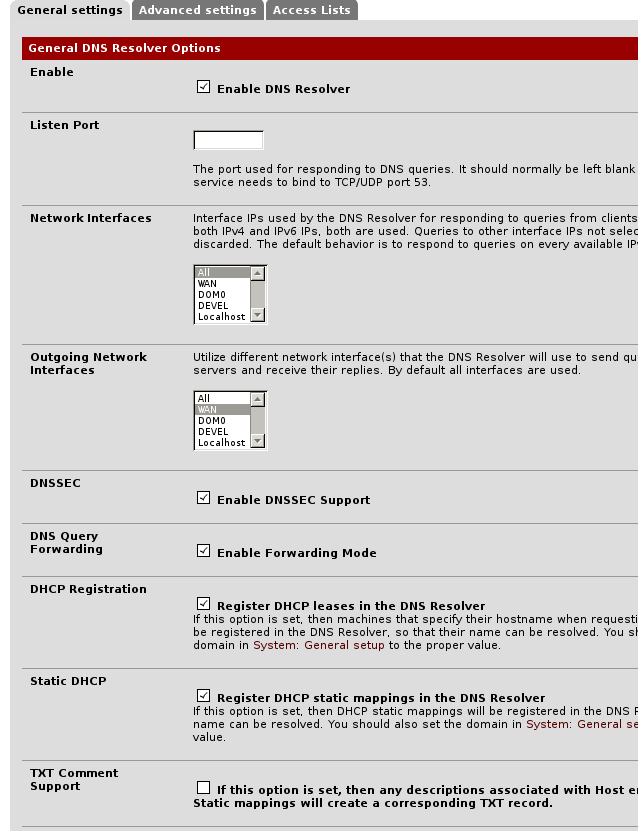 General settings
Advanced settings
Access Lists
General DNS Resolver Options
Enable
Enable DNS Resolver
Listen Port
The port used for responding to DNS queries. It should normally be left blank
service needs to bind to TCP/UDP port 53.
Network Interfaces
Interface IPs used by the DNS Resolver for responding to queries from clients
both IPv4 and IPv6 IPs, both are used. Queries to other interface IPs not selec
discarded. The default behavior is to respond to queries on every available IP
All
WAN
DOM0
DEVEL
Localhost
Outgoing Network
Interfaces
Utilize different network interface(s) that the DNS Resolver will use to send qu
servers and receive their replies. By default all interfaces are used.
All
WAN
DOM0
DEVEL
Localhost
DNSSEC
Enable DNSSEC Support
DNS Query
Forwarding
Enable Forwarding Mode
DHCP Registration
Register DHCP leases in the DNS Resolver
If this option is set, then machines that specify their hostname when requesti
be registered in the DNS Resolver, so that their name can be resolved. You sh
domain in System: General setup to the proper value.
Static DHCP
Register DHCP static mappings in the DNS Resolver
If this option is set, then DHCP static mappings will be registered in the DNS R
name can be resolved. You should also set the domain in System: General se
value.
TXT Comment
Support
If this option is set, then any descriptions associated with Host e
Static mappings will create a corresponding TXT record.